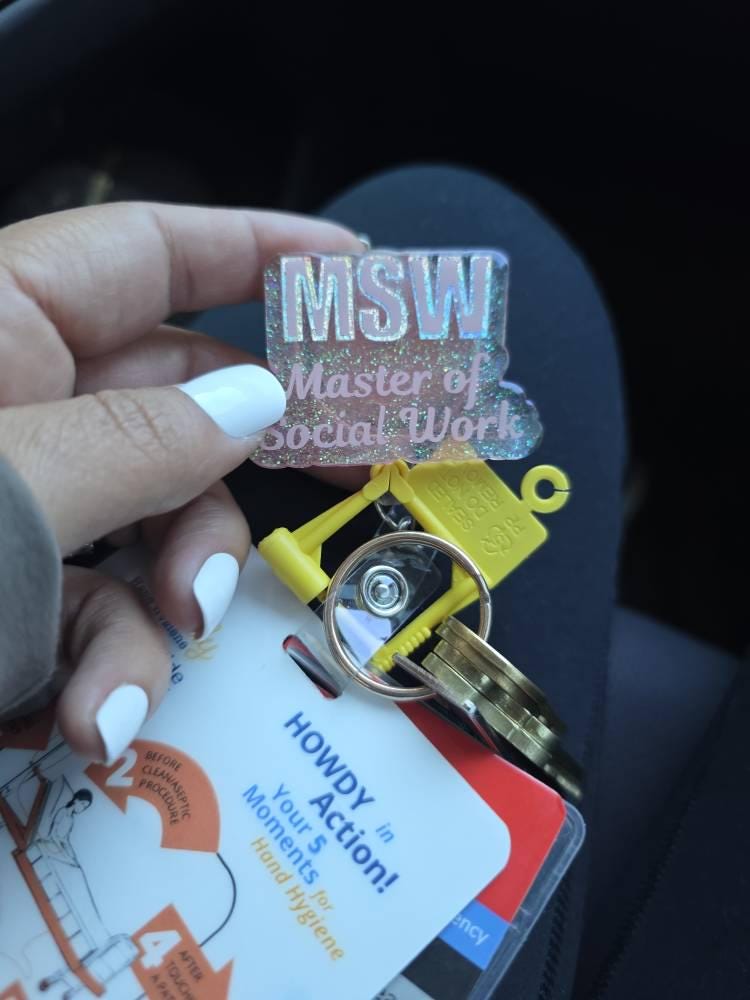 MSW
Master of
Social Work
HOWDY in
Action!
Your 5
Moments for
Hand Hygiene
2
BEFORE
CLEAN/ASEPTIC
PROCEDURE
4
AFTER